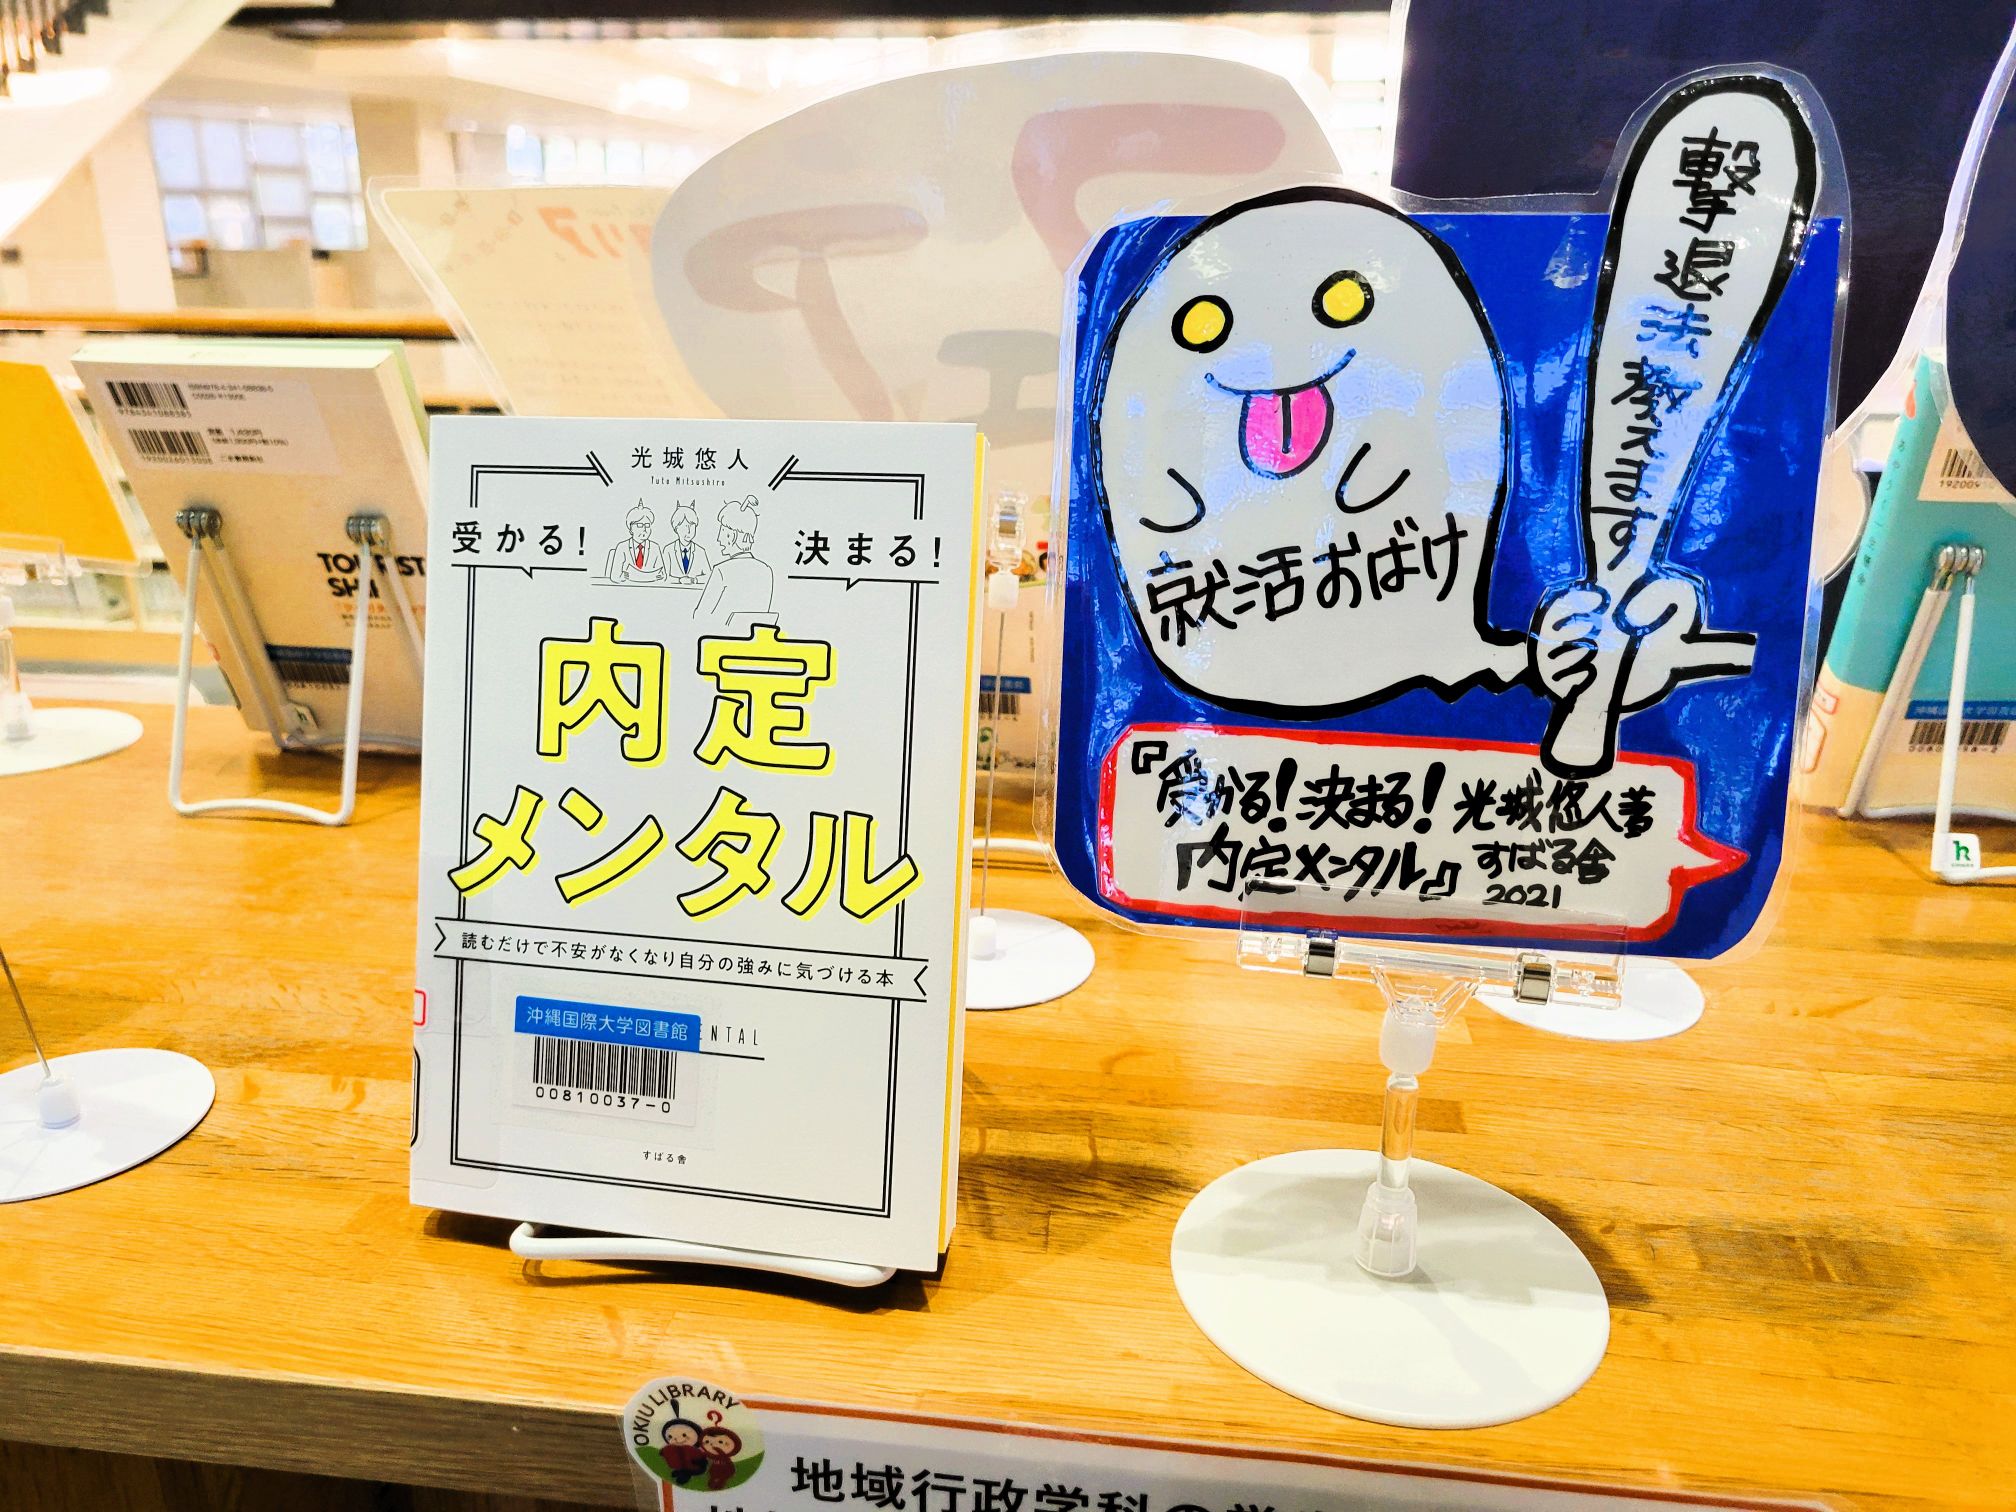 光城悠人
Yuto Mitsushiro
受かる!
決まる!
内定
メンタル
読むだけで不安がなくなり自分の強みに気づける本
沖縄国際大学図書館
ENTAL
00810037-0
すばる舎
撃退法教えます
就活おばけ
『受かる!決まる!光城悠人著
『内定メンタル』すばる舎
2021
TOURIST
SHI
OKIU LIBRARY
地域行政学科の学